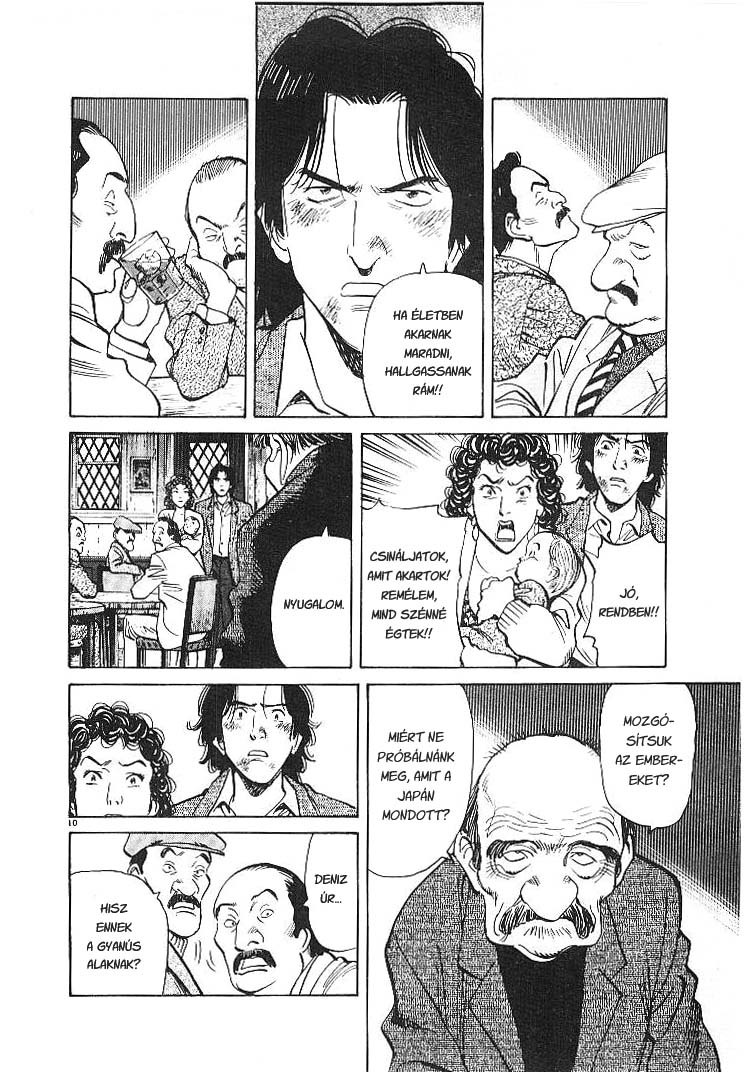 HA ÉLETBEN
AKARNAK
MARADNI,
HALLGASSANAK
RÁM!!
JÓ,
RENDBEN!!
CSINÁLJATOK,
AMIT AKARTOK!
REMÉLEM,
MIND SZÉNNÉ
ÉGTEK!!
NYUGALOM.
MOZGÓ-
SÍTSUK
AZ EMBER-
EKET?
MIÉRT NE
PRÓBÁLNÁNK
MEG, AMIT A
JAPÁN
MONDOTT?
10
DENIZ
ÚR...
HISZ
ENNEK
A GYANÚS
ALAKNAK?